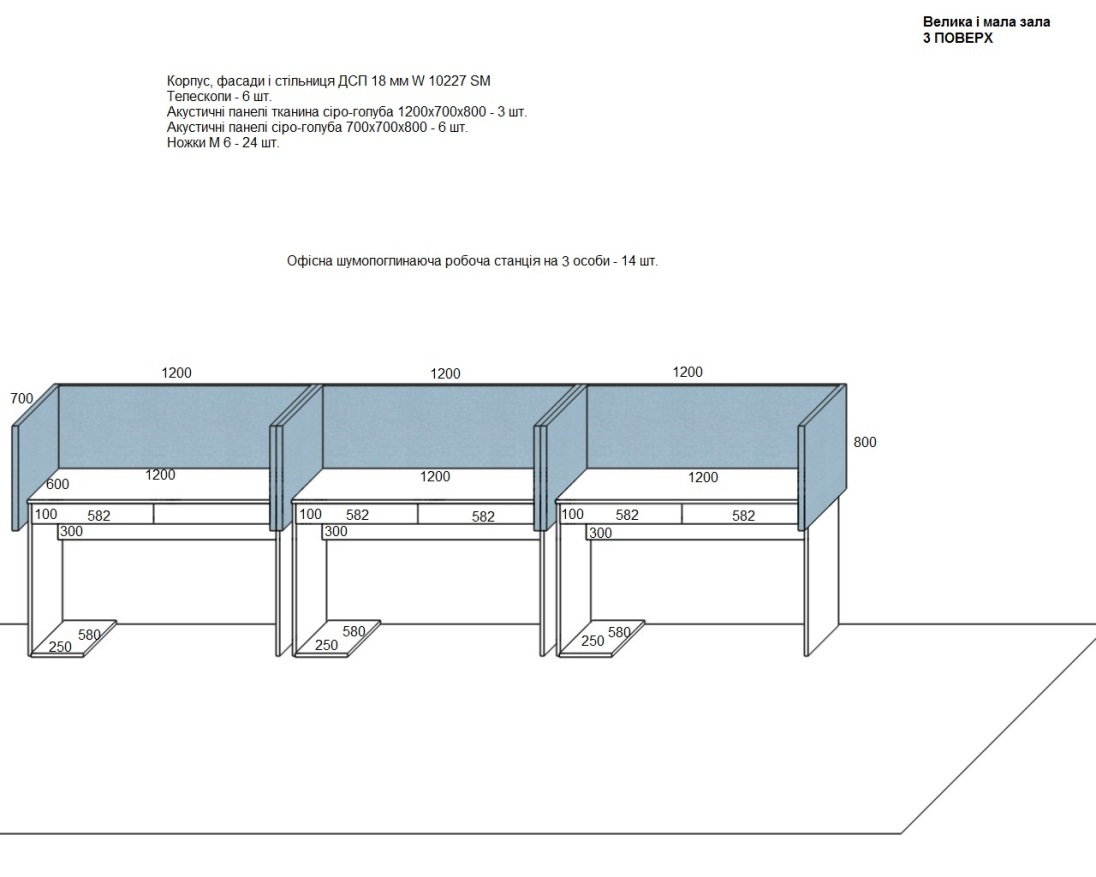 Велика і мала зала
3 ПОВЕРХ
Корпус, фасади і стільниця ДСП 18 мм W 10227 SM
Телескопи - 6 шт.
Акустичні панелі тканина сіро-голуба 1200х700х800 - 3 шт.
Акустичні панелі сіро-голуба 700х700х800 - 6 шт.
Ножки М 6 - 24 шт.
Офісна шумопоглинаюча робоча станція на 3 особи - 14 шт.
1200 1200 1200
700
800
1200 1200 1200
600
100 582 100 582 582 100 582 582
300 300 300
580 580 580
250 250 250